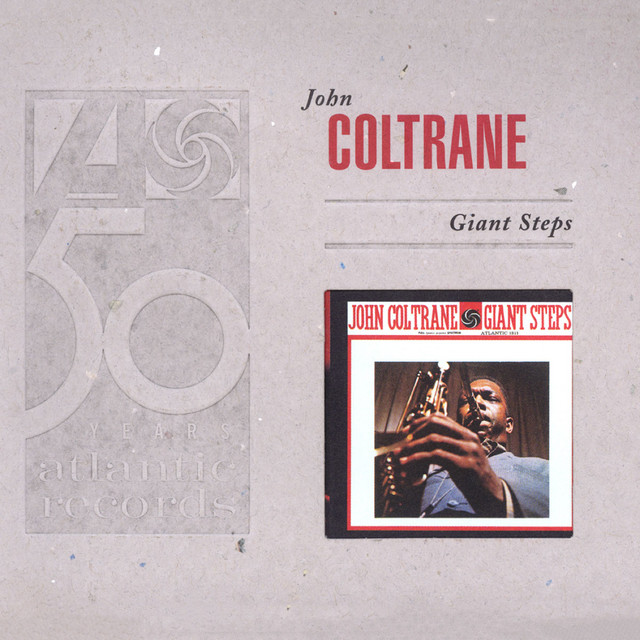 John
COLTRANE
Giant Steps
A
50
YEARS
atlantic
records
JOHN COLTRANE GIANT STEPS
ATLANTIC 1311